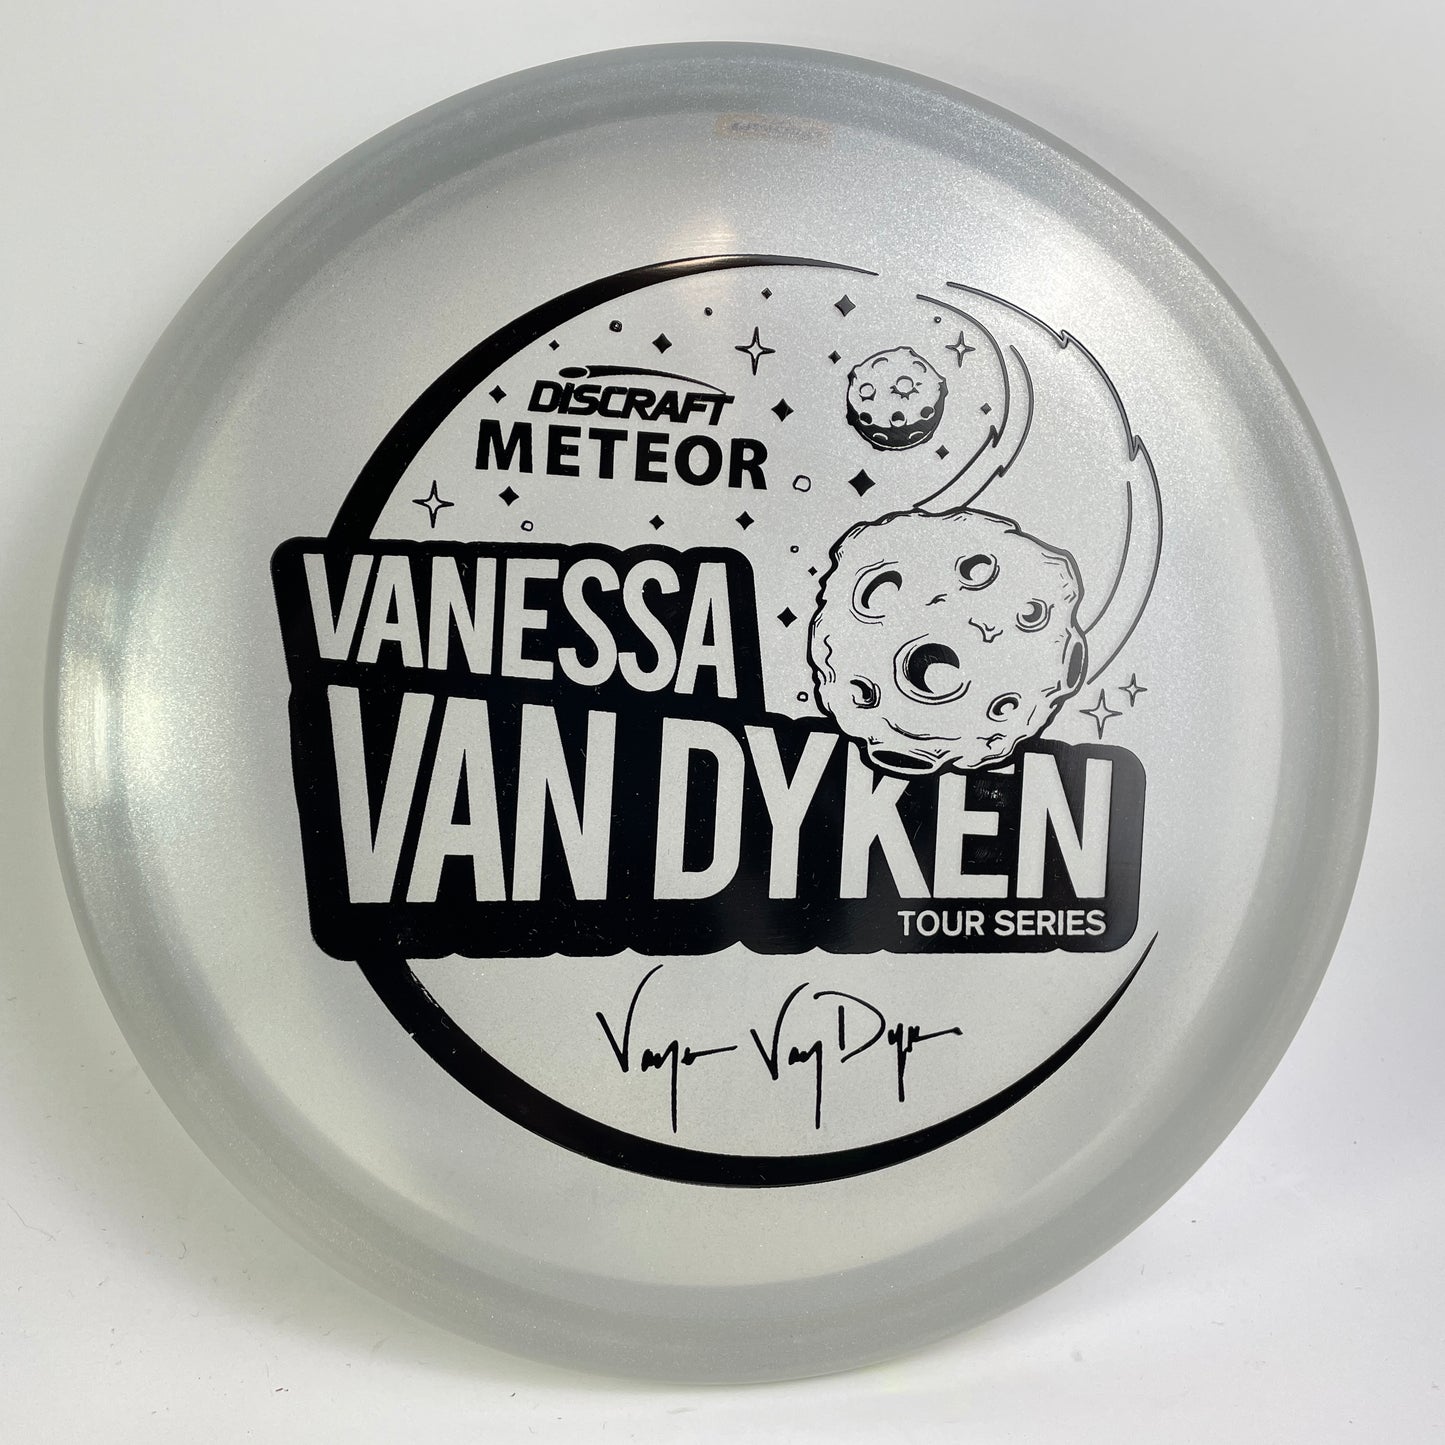 DISCRAFT
METEOR
VANESSA
VAN DYKEN
TOUR SERIES